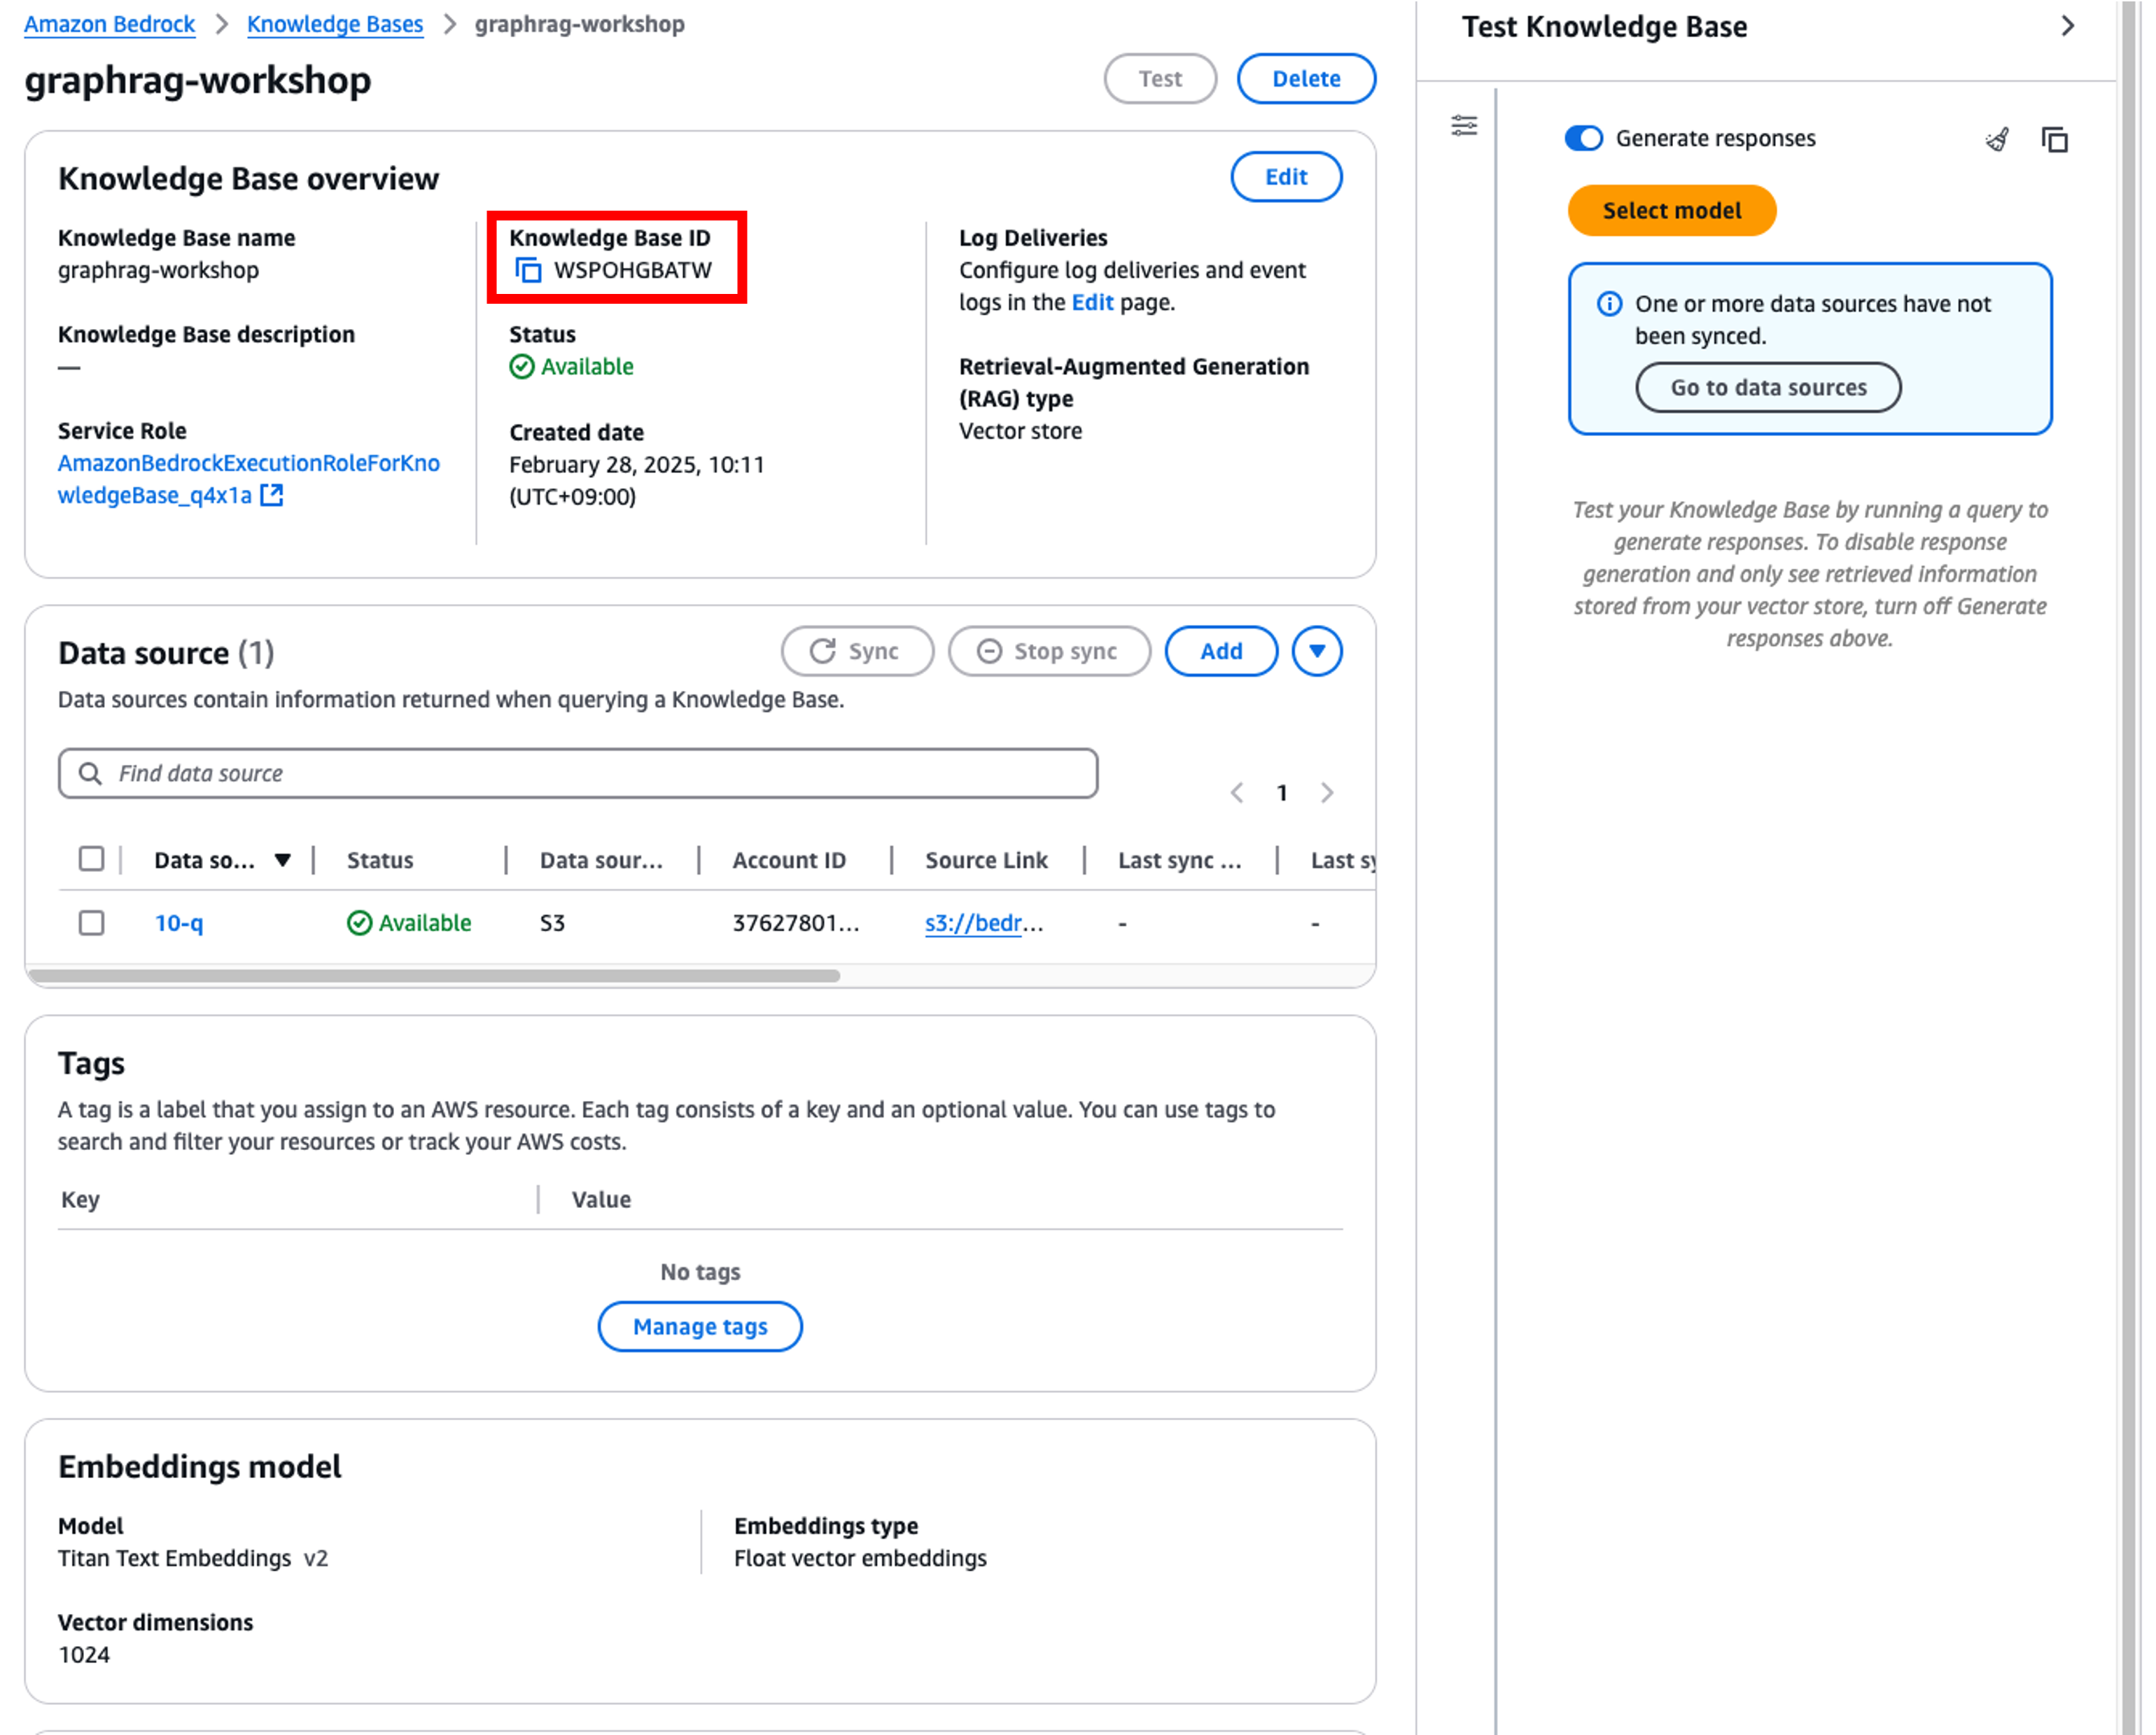 Amazon Bedrock > Knowledge Bases > graphrag-workshop
graphrag-workshop
Test
Delete
Knowledge Base overview
Edit
Knowledge Base name
graphrag-workshop
Knowledge Base description
—
Service Role
AmazonBedrockExecutionRoleForKno
wledgeBase_q4x1a
Knowledge Base ID
WSPOHGBATW
Status
Available
Created date
February 28, 2025, 10:11
(UTC+09:00)
Log Deliveries
Configure log deliveries and event
logs in the Edit page.
Retrieval-Augmented Generation
(RAG) type
Vector store
Data source (1)
Sync
Stop sync
Add
Data sources contain information returned when querying a Knowledge Base.
Find data source
1
Data so... Status Data sour... Account ID Source Link Last sync ... Last sy
10-q Available S3 37627801... s3://bedr... - -
Tags
A tag is a label that you assign to an AWS resource. Each tag consists of a key and an optional value. You can use tags to
search and filter your resources or track your AWS costs.
Key Value
No tags
Manage tags
Embeddings model
Model
Titan Text Embeddings v2
Embeddings type
Float vector embeddings
Vector dimensions
1024
Test Knowledge Base
Generate responses
Select model
One or more data sources have not
been synced.
Go to data sources
Test your Knowledge Base by running a query to
generate responses. To disable response
generation and only see retrieved information
stored from your vector store, turn off Generate
responses above.